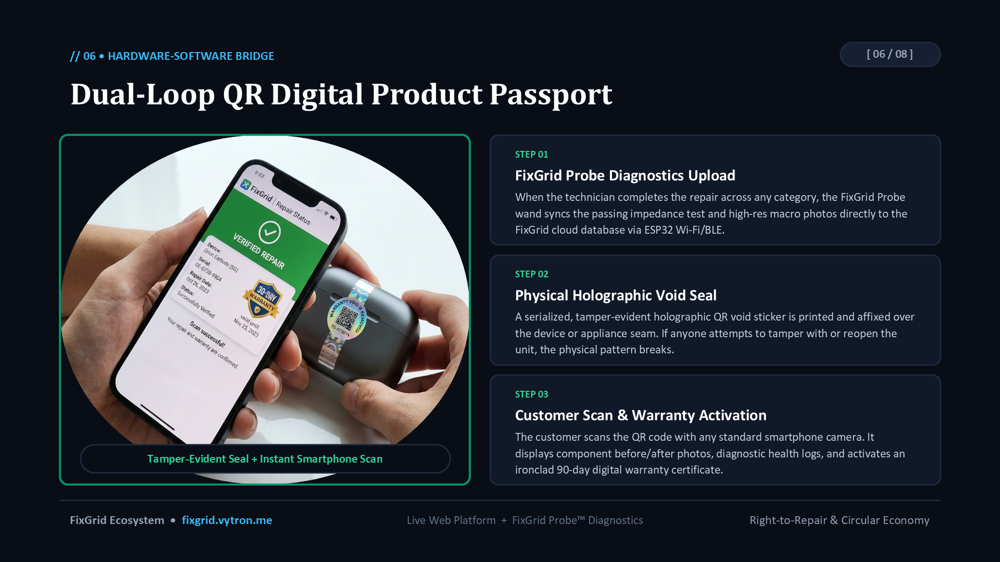 // 06 • HARDWARE-SOFTWARE BRIDGE
[ 06 / 08 ]
Dual-Loop QR Digital Product Passport
8:22
FixGrid | Repair Status
VERIFIED REPAIR
Device:
Orion Earbuds (SG)
Serial:
OE-G738-9904
Repair Date:
Oct 26, 2023
Status:
Successfully Verified
30-DAY
WARRANTY
valid until
Nov 25, 2023
Scan successful!
Your repair and warranty are confirmed.
WARRANTY VOID IF REMOVED
Tamper-Evident Seal + Instant Smartphone Scan
STEP 01
FixGrid Probe Diagnostics Upload
When the technician completes the repair across any category, the FixGrid Probe
wand syncs the passing impedance test and high-res macro photos directly to the
FixGrid cloud database via ESP32 Wi-Fi/BLE.
STEP 02
Physical Holographic Void Seal
A serialized, tamper-evident holographic QR void sticker is printed and affixed over
the device or appliance seam. If anyone attempts to tamper with or reopen the
unit, the physical pattern breaks.
STEP 03
Customer Scan & Warranty Activation
The customer scans the QR code with any standard smartphone camera. It
displays component before/after photos, diagnostic health logs, and activates an
ironclad 90-day digital warranty certificate.
FixGrid Ecosystem • fixgrid.vytron.me
Live Web Platform + FixGrid Probe™ Diagnostics
Right-to-Repair & Circular Economy